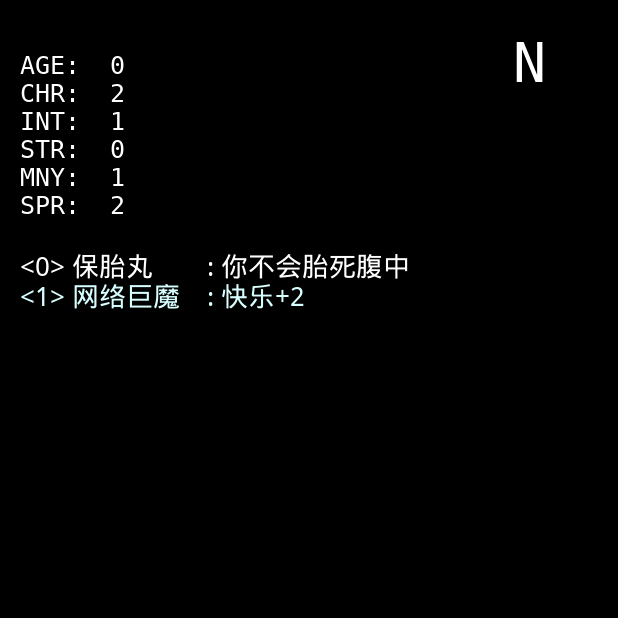 N
AGE: 0
CHR: 2
INT: 1
STR: 0
MNY: 1
SPR: 2
<0> 保胎丸 : 你不会胎死腹中
<1> 网络巨魔 : 快乐+2